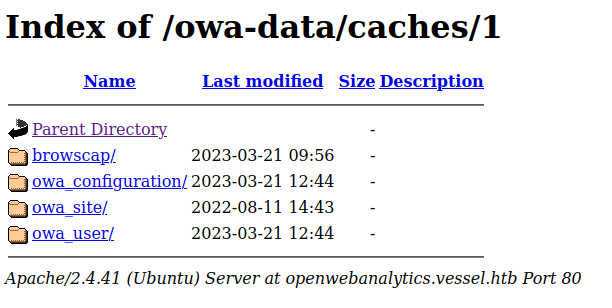 Index of /owa-data/caches/1
Name Last modified Size Description
Parent Directory -
browscap/ 2023-03-21 09:56 -
owa_configuration/ 2023-03-21 12:44 -
owa_site/ 2022-08-11 14:43 -
owa_user/ 2023-03-21 12:44 -
Apache/2.4.41 (Ubuntu) Server at openwebanalytics.vessel.htb Port 80